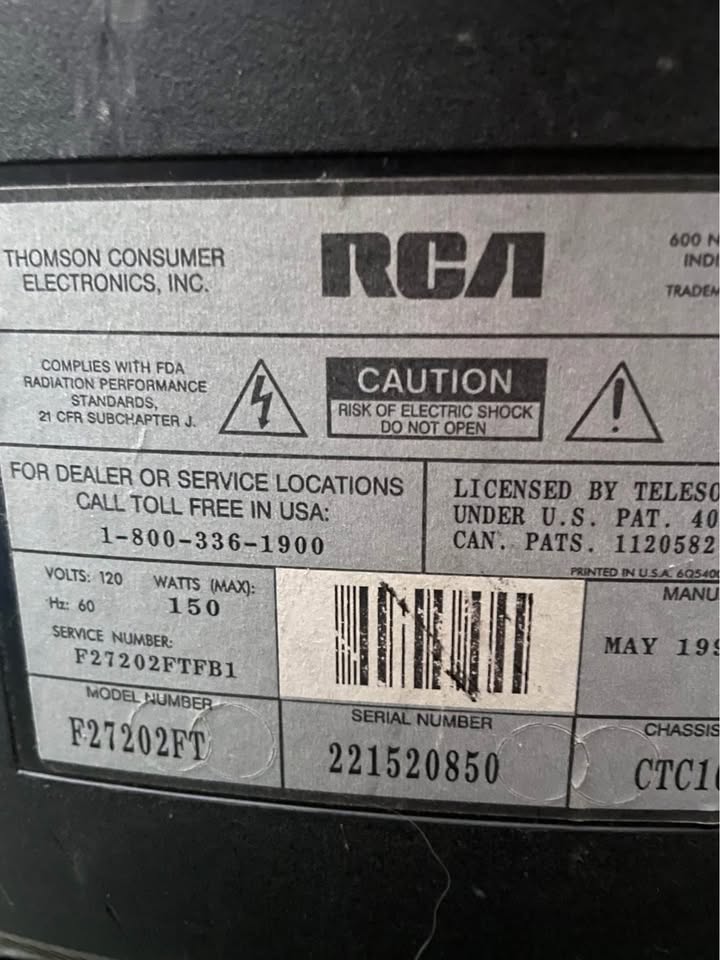 THOMSON CONSUMER
ELECTRONICS, INC.
RCA
600 N
INDI
TRADEM
COMPLIES WITH FDA
RADIATION PERFORMANCE
STANDARDS,
21 CFR SUBCHAPTER J.
CAUTION
RISK OF ELECTRIC SHOCK
DO NOT OPEN
FOR DEALER OR SERVICE LOCATIONS
CALL TOLL FREE IN USA:
1-800-336-1900
LICENSED BY TELESC
UNDER U.S. PAT. 40
CAN. PATS. 1120582
PRINTED IN U.S.A. 6Q540
VOLTS: 120
WATTS (MAX):
Hz: 60
150
SERVICE NUMBER:
F27202FTFB1
MANU
MAY 199
MODEL NUMBER
F27202FT
SERIAL NUMBER
221520850
CHASSIS
CTC1